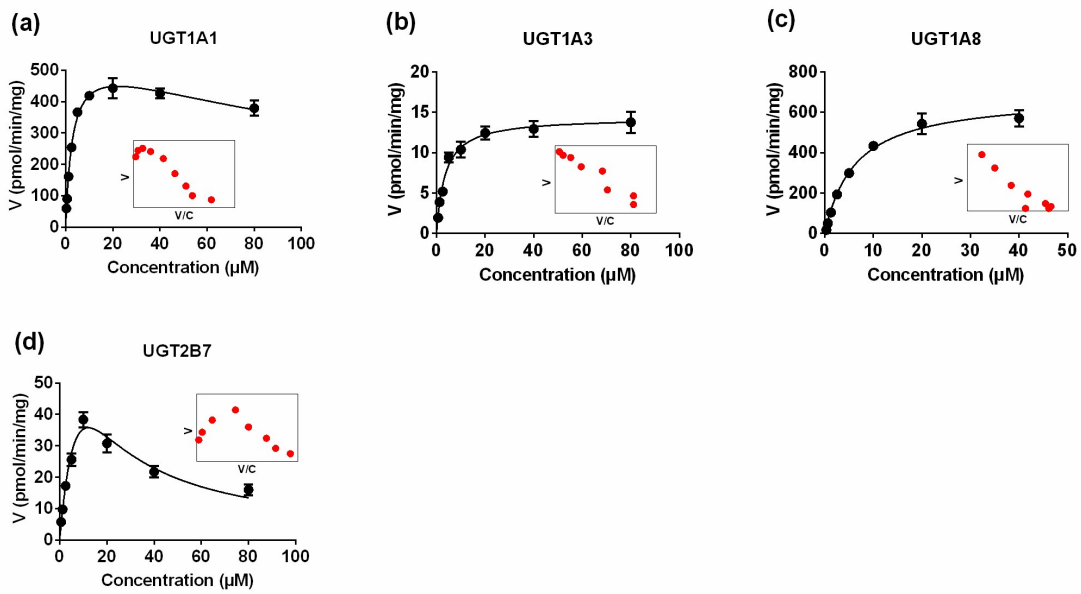 (a)
UGT1A1
V (pmol/min/mg)
500
400
300
200
100
0
V
V/C
0 20 40 60 80 100
Concentration (µM)
(b)
UGT1A3
V (pmol/min/mg)
20
15
10
5
0
V
V/C
0 20 40 60 80 100
Concentration (µM)
(c)
UGT1A8
V (pmol/min/mg)
800
600
400
200
0
V
V/C
0 10 20 30 40 50
Concentration (µM)
(d)
UGT2B7
V (pmol/min/mg)
50
40
30
20
10
0
V
V/C
0 20 40 60 80 100
Concentration (µM)